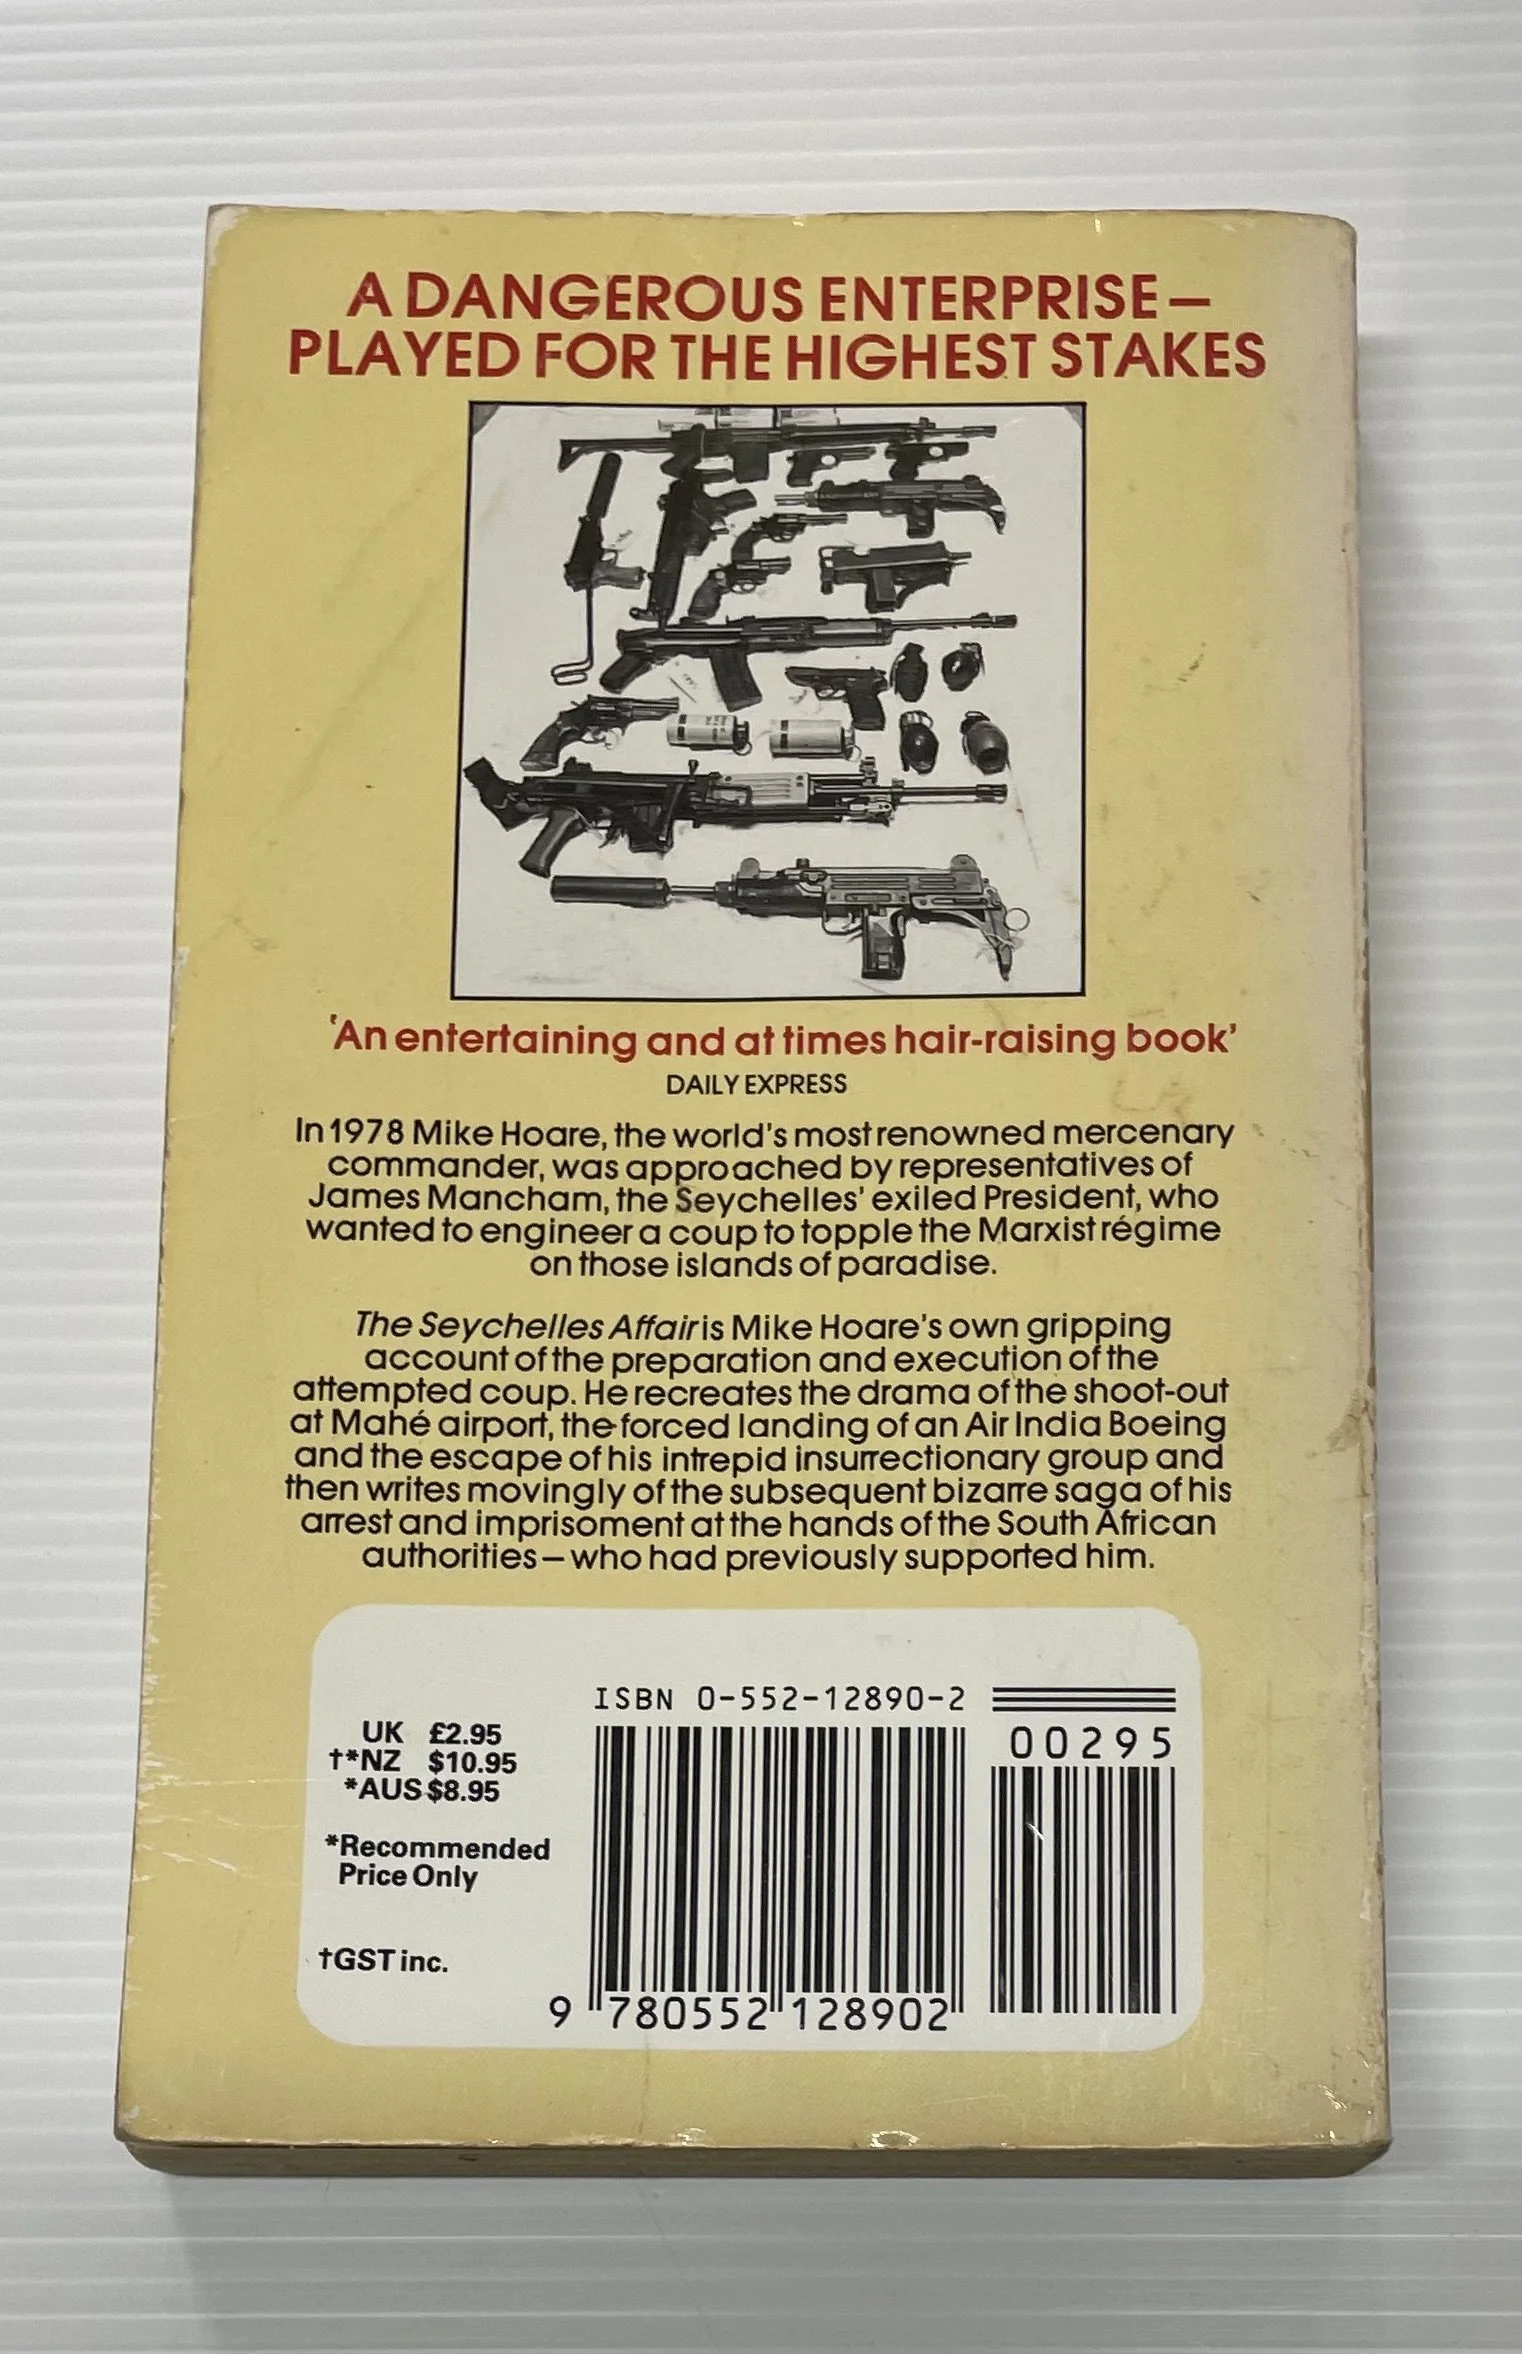 A DANGEROUS ENTERPRISE—
PLAYED FOR THE HIGHEST STAKES
'An entertaining and at times hair-raising book'
DAILY EXPRESS
In 1978 Mike Hoare, the world's most renowned mercenary
commander, was approached by representatives of
James Mancham, the Seychelles' exiled President, who
wanted to engineer a coup to topple the Marxist régime
on those islands of paradise.
The Seychelles Affair is Mike Hoare's own gripping
account of the preparation and execution of the
attempted coup. He recreates the drama of the shoot-out
at Mahé airport, the forced landing of an Air India Boeing
and the escape of his intrepid insurrectionary group and
then writes movingly of the subsequent bizarre saga of his
arrest and imprisoment at the hands of the South African
authorities—who had previously supported him.
ISBN 0-552-12890-2
00295
UK £2.95
†*NZ $10.95
*AUS $8.95
*Recommended
Price Only
†GST inc.
9 780552 128902